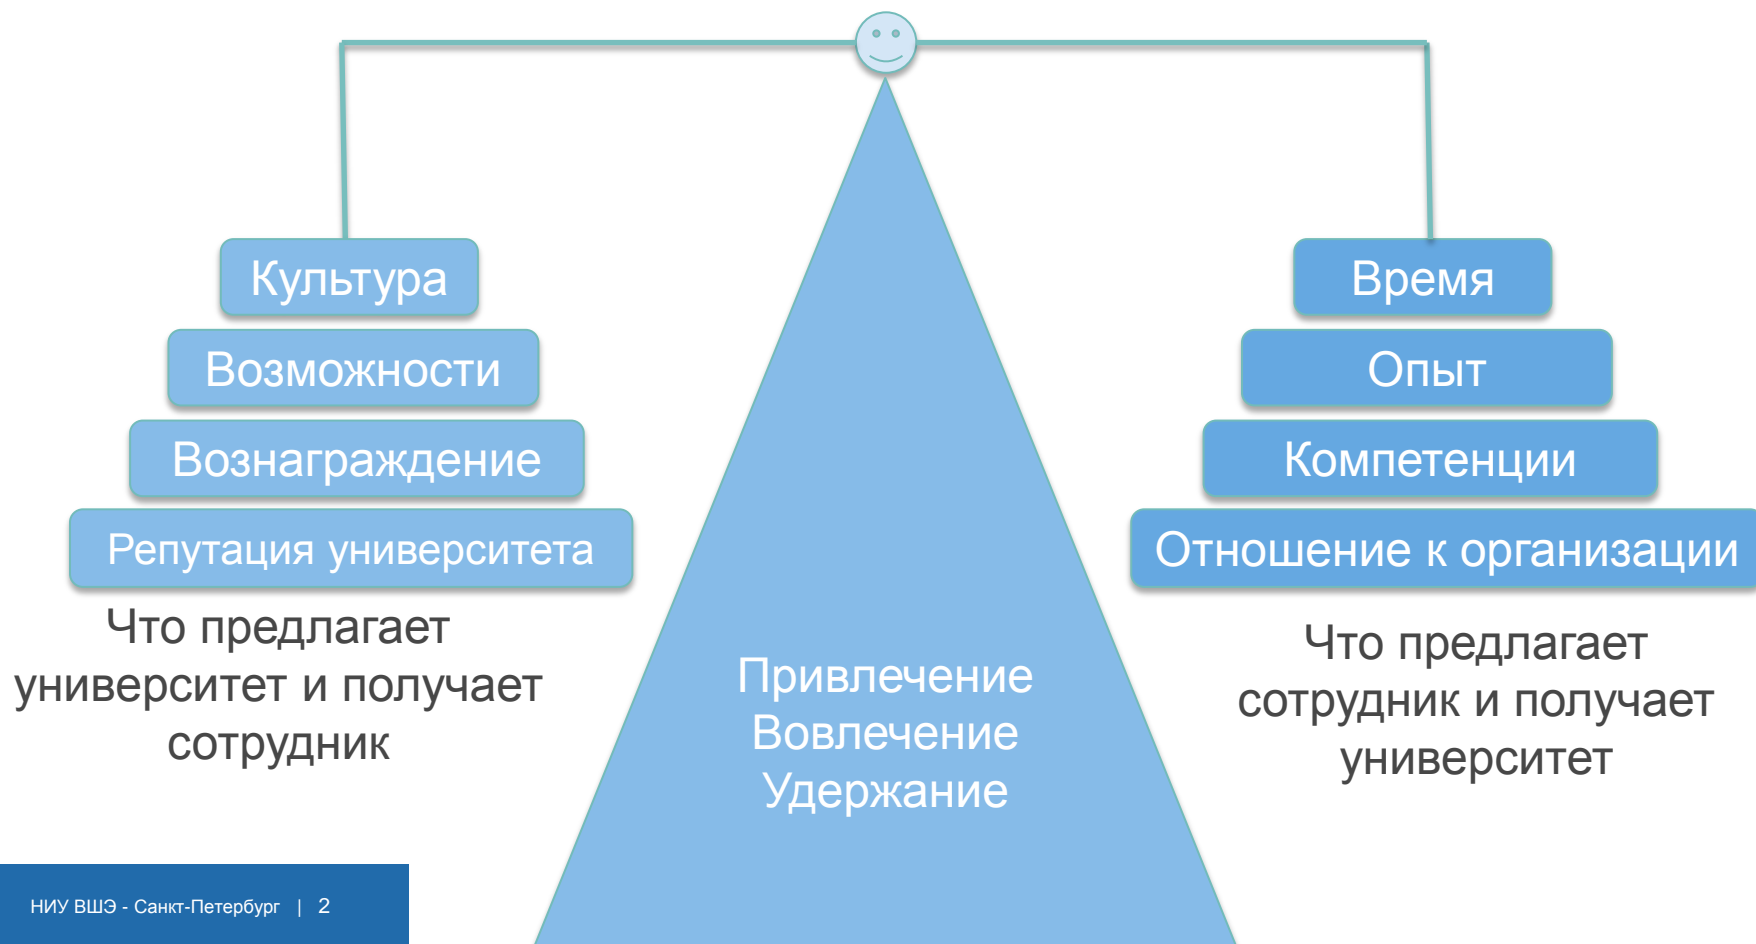 Культура
Возможности
Вознаграждение
Репутация университета
Что предлагает
университет и получает
сотрудник
Привлечение
Вовлечение
Удержание
Время
Опыт
Компетенции
Отношение к организации
Что предлагает
сотрудник и получает
университет
НИУ ВШЭ - Санкт-Петербург | 2